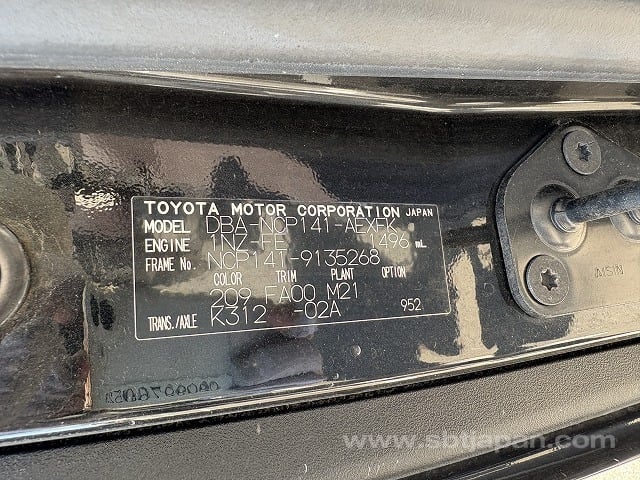 TOYOTA MOTOR CORPORATION JAPAN
MODEL DBA-NCP141-AEXFK
ENGINE 1NZ-FE 1496 mL
FRAME No. NCP141-9135268
COLOR TRIM PLANT OPTION
209 FA00 M21
TRANS./AXLE K312 -02A 952
AISIN
www.sbtjapan.com